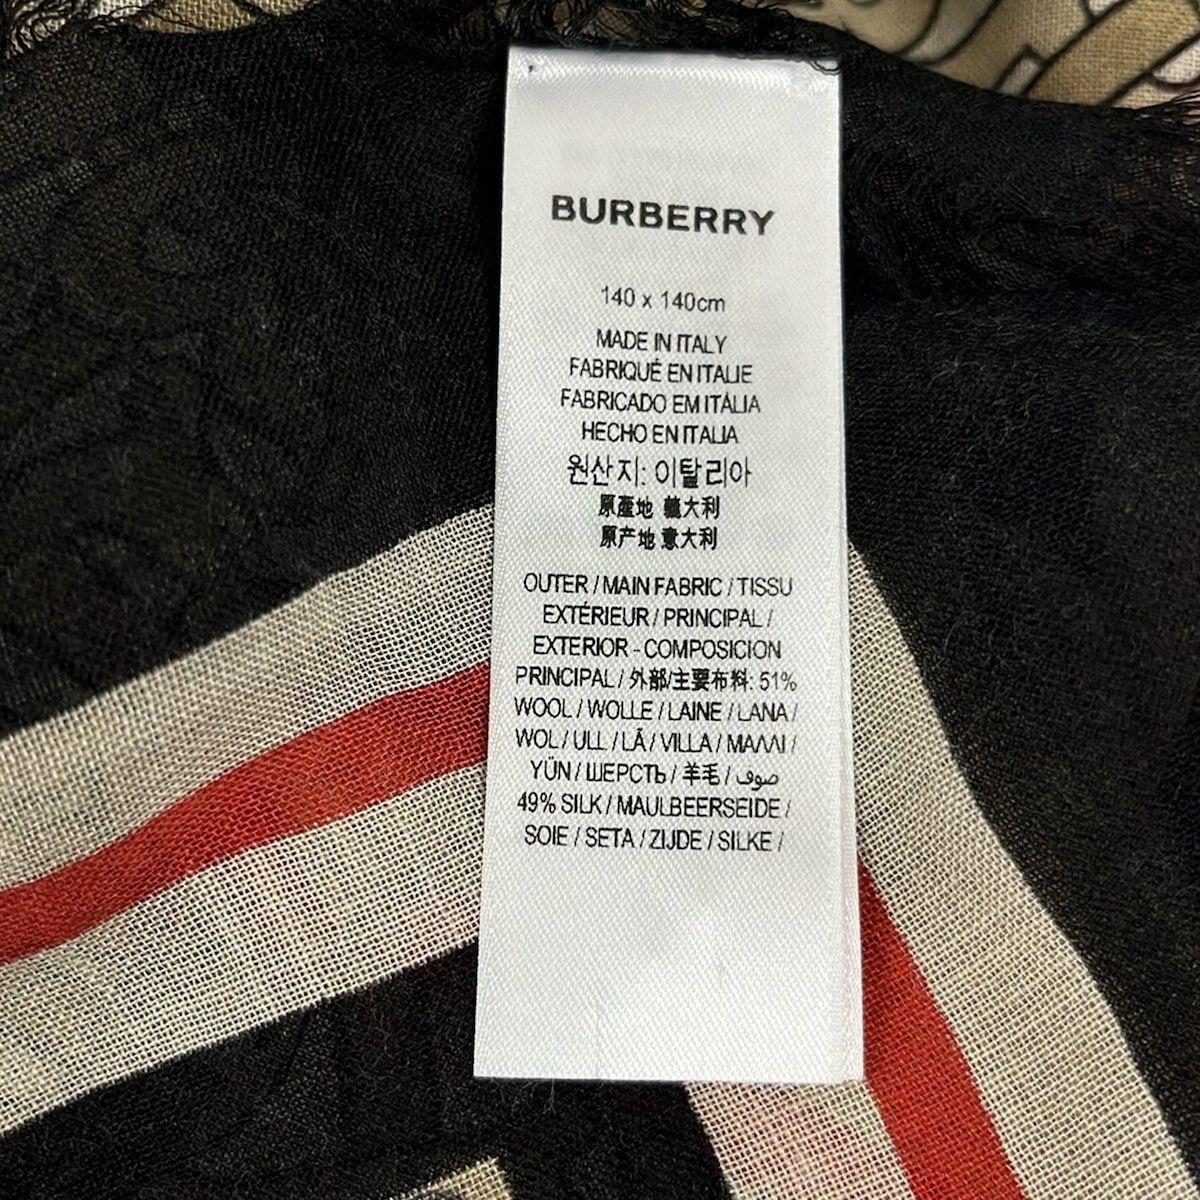 BURBERRY
140 x 140cm
MADE IN ITALY
FABRIQUÉ EN ITALIE
FABRICADO EM ITÁLIA
HECHO EN ITALIA
원산지: 이탈리아
原產地 義大利
原产地 意大利
OUTER / MAIN FABRIC / TISSU
EXTÉRIEUR / PRINCIPAL /
EXTERIOR - COMPOSICION
PRINCIPAL / 外部/主要布料: 51%
WOOL / WOLLE / LAINE / LANA /
WOL / ULL / LÃ / VILLA / ΜΑΛΛΙ /
YÜN / ШЕРСТЬ / 羊毛 / صوف
49% SILK / MAULBEERSEIDE /
SOIE / SETA / ZIJDE / SILKE /